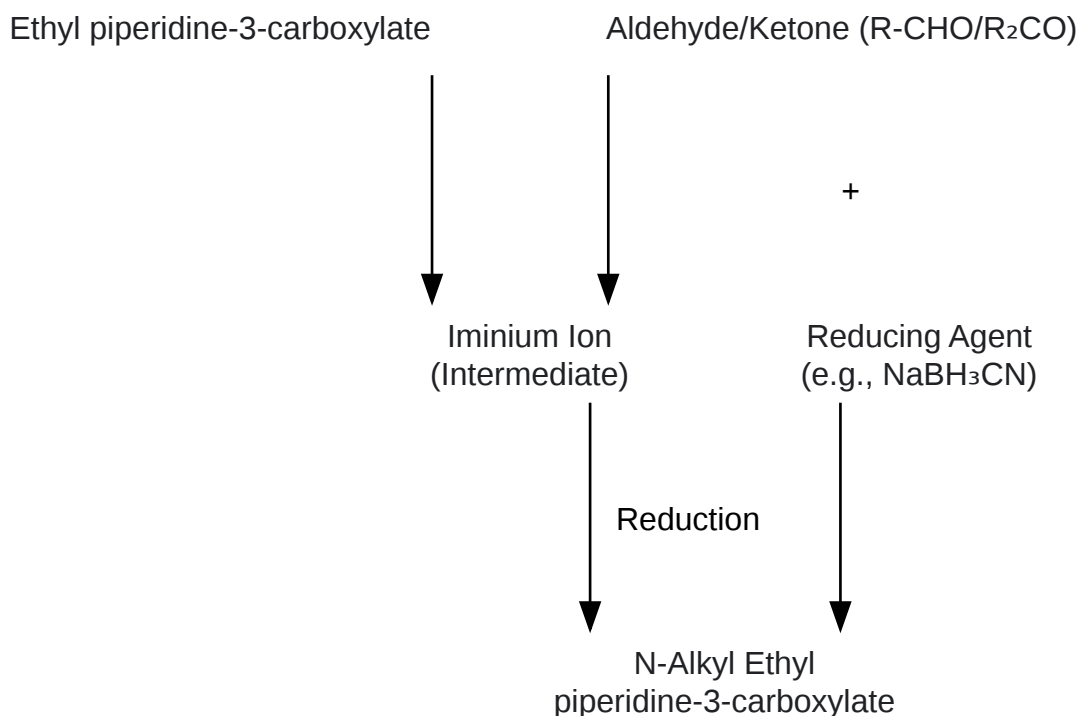 Ethyl piperidine-3-carboxylate
Aldehyde/Ketone (R-CHO/R₂CO)
+
Iminium Ion
(Intermediate)
Reducing Agent
(e.g., NaBH₃CN)
Reduction
N-Alkyl Ethyl
piperidine-3-carboxylate